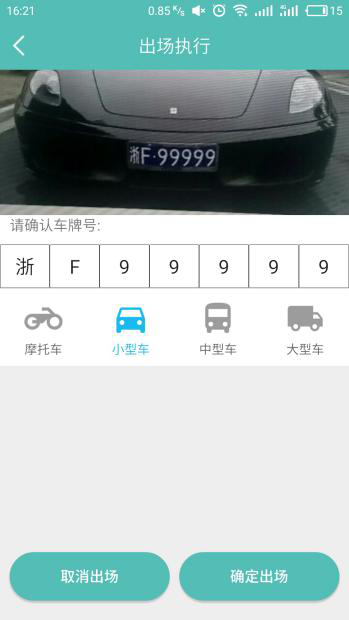 16:21 0.85 K/s 4G 15
出场执行
浙F·99999
请确认车牌号:
浙 F 9 9 9 9 9
摩托车 小型车 中型车 大型车
取消出场 确定出场